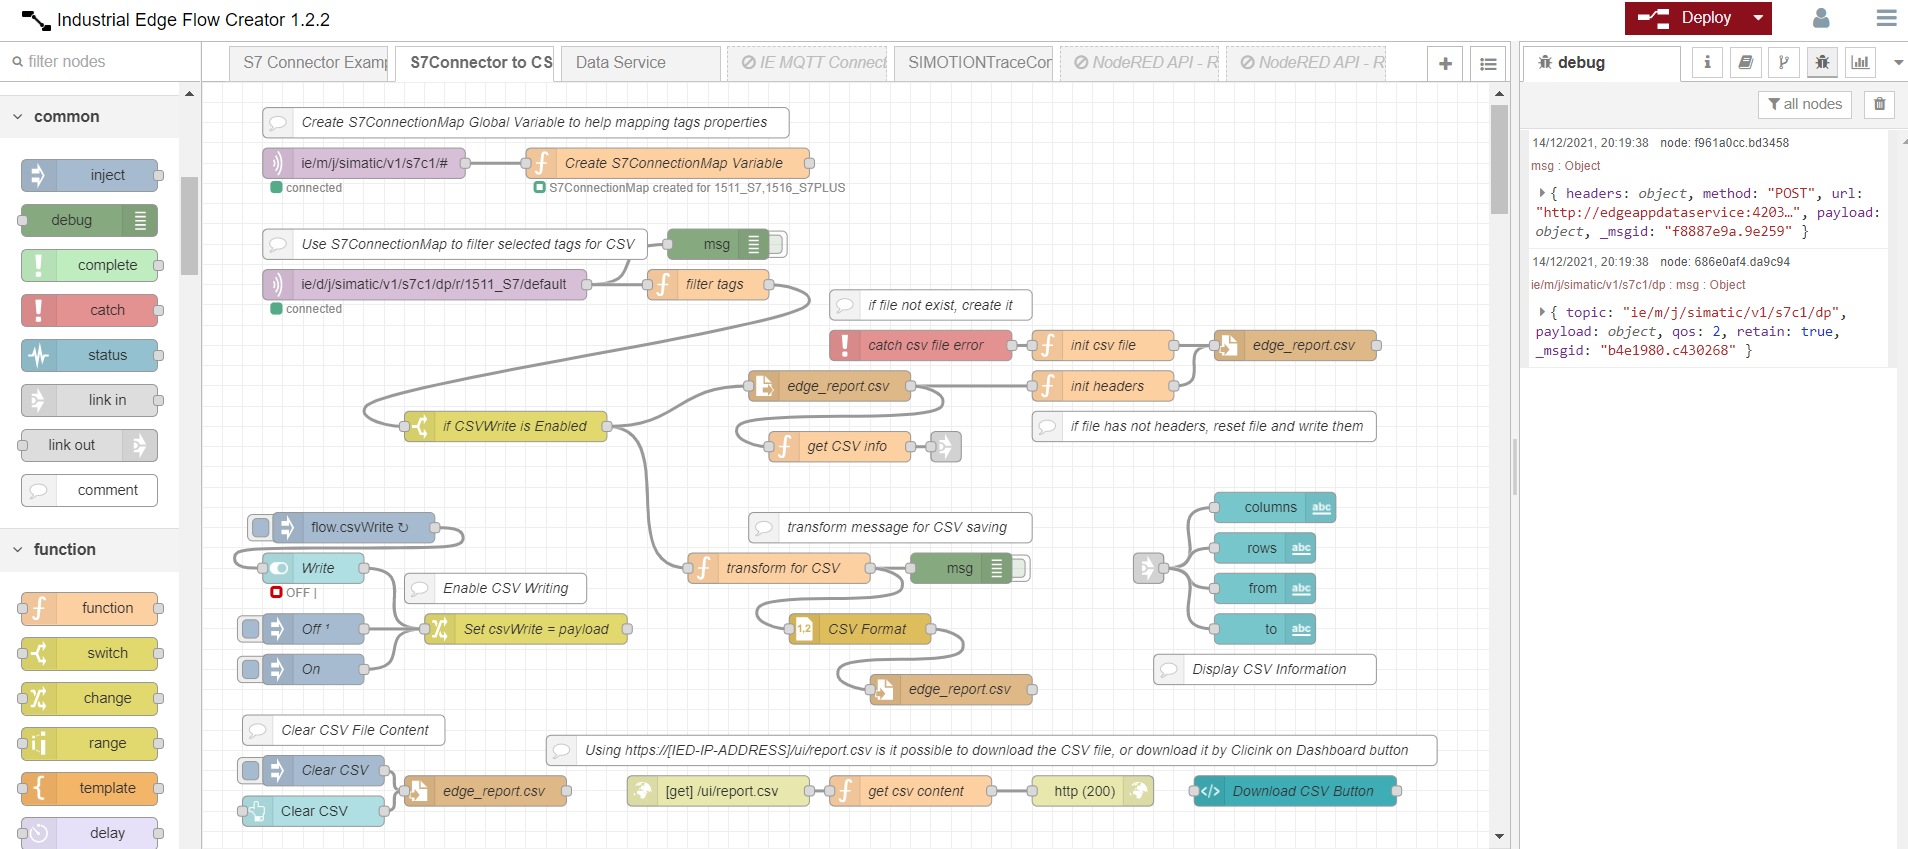 Industrial Edge Flow Creator 1.2.2
Deploy
filter nodes
S7 Connector Examp
S7Connector to CS
Data Service
IE MQTT Connect
SIMOTIONTraceCor
NodeRED API - R
NodeRED API - R
debug
all nodes
common
inject
debug
complete
catch
status
link in
link out
comment
function
function
switch
change
range
template
delay
Create S7ConnectionMap Global Variable to help mapping tags properties
ie/m/j/simatic/v1/s7c1/#
connected
Create S7ConnectionMap Variable
S7ConnectionMap created for 1511_S7,1516_S7PLUS
Use S7ConnectionMap to filter selected tags for CSV
msg
ie/d/j/simatic/v1/s7c1/dp/r/1511_S7/default
connected
filter tags
if file not exist, create it
catch csv file error
init csv file
edge_report.csv
edge_report.csv
init headers
if CSVWrite is Enabled
if file has not headers, reset file and write them
get CSV info
flow.csvWrite ↻
transform message for CSV saving
columns
rows
from
to
abc
abc
abc
abc
Write
OFF |
Enable CSV Writing
transform for CSV
msg
Off ¹
Set csvWrite = payload
1,2
CSV Format
On
edge_report.csv
Display CSV Information
Clear CSV File Content
Using https://[IED-IP-ADDRESS]/ui/report.csv is it possible to download the CSV file, or download it by Clicink on Dashboard button
Clear CSV
Clear CSV
edge_report.csv
[get] /ui/report.csv
get csv content
http (200)
</> Download CSV Button
14/12/2021, 20:19:38 node: f961a0cc.bd3458
msg : Object
{ headers: object, method: "POST", url:
"http://edgeappdataservice:4203…", payload:
object, _msgid: "f8887e9a.9e259" }
14/12/2021, 20:19:38 node: 686e0af4.da9c94
ie/m/j/simatic/v1/s7c1/dp : msg : Object
{ topic: "ie/m/j/simatic/v1/s7c1/dp",
payload: object, qos: 2, retain: true,
_msgid: "b4e1980.c430268" }